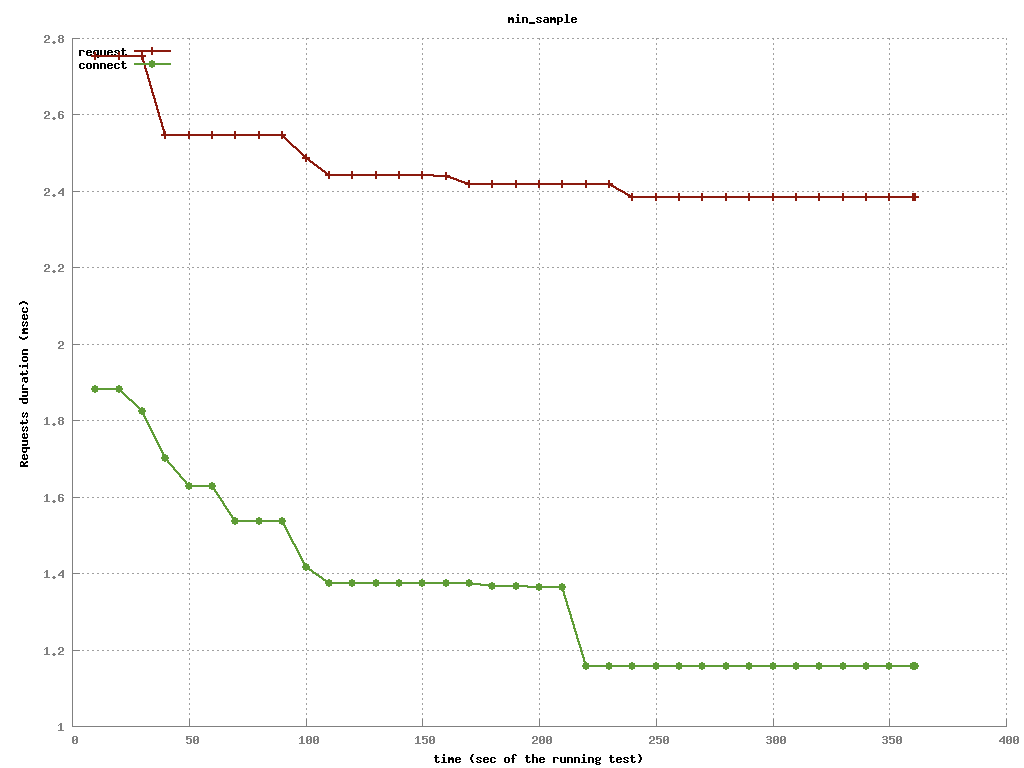 min_sample
request
connect
2.8
2.6
2.4
2.2
2
1.8
1.6
1.4
1.2
1
Requests duration (msec)
0 50 100 150 200 250 300 350 400
time (sec of the running test)